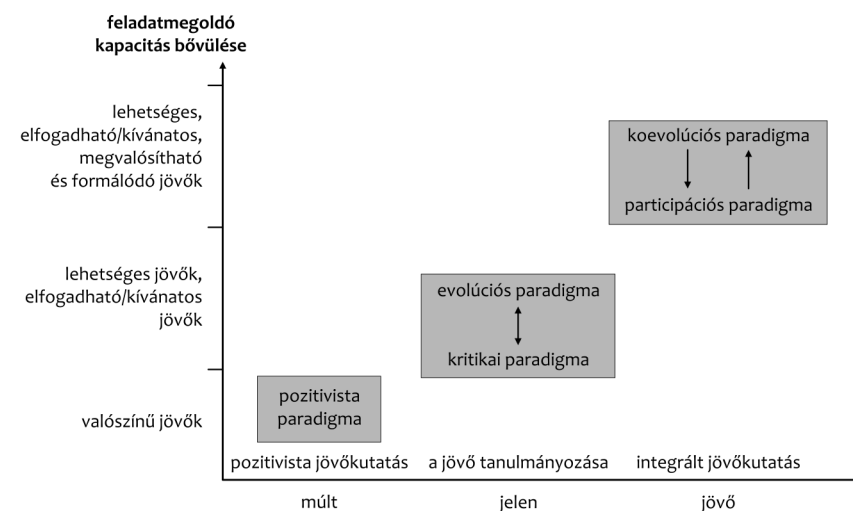 feladatmegoldó
kapacitás bővülése
lehetséges,
elfogadható/kívánatos,
megvalósítható
és formálódó jövők
koevolúciós paradigma
participációs paradigma
lehetséges jövők,
elfogadható/kívánatos
jövők
evolúciós paradigma
kritikai paradigma
valószínű jövők
pozitivista
paradigma
pozitivista jövőkutatás
a jövő tanulmányozása
integrált jövőkutatás
múlt
jelen
jövő